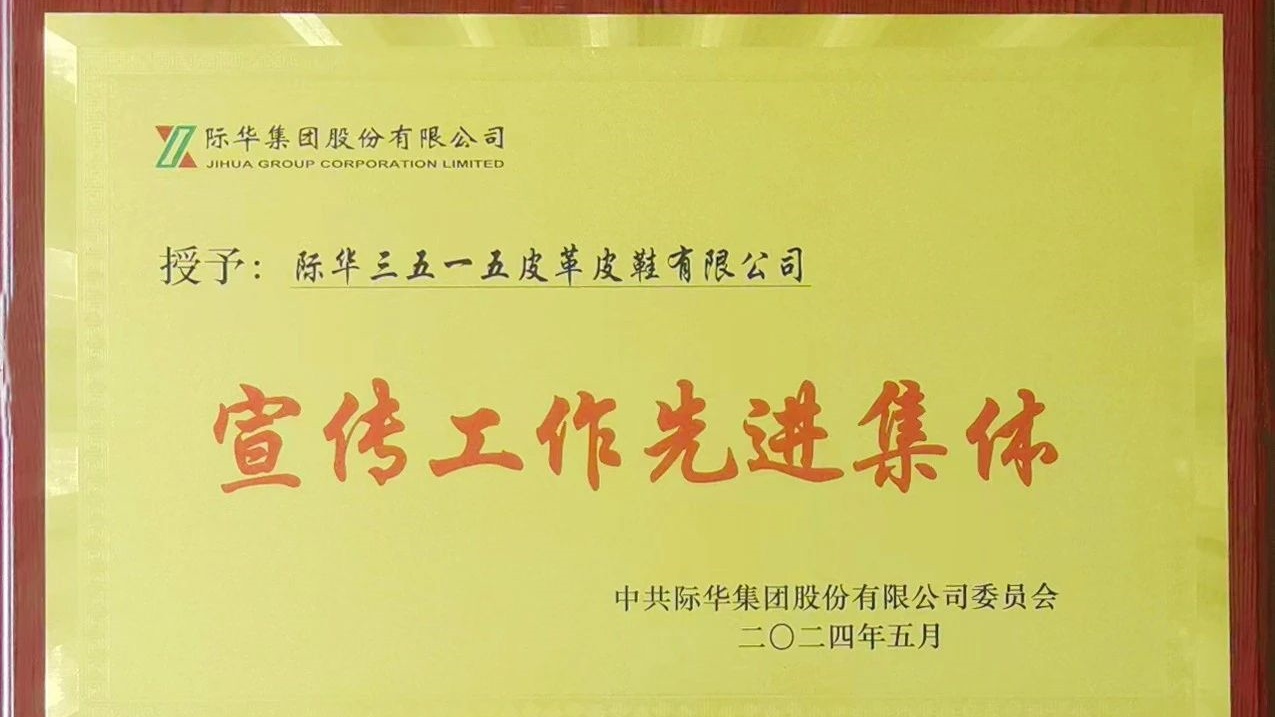 际华集团股份有限公司
JIHUA GROUP CORPORATION LIMITED
授予：际华三五一五皮革皮鞋有限公司
宣传工作先进集体
中共际华集团股份有限公司委员会
二〇二四年五月